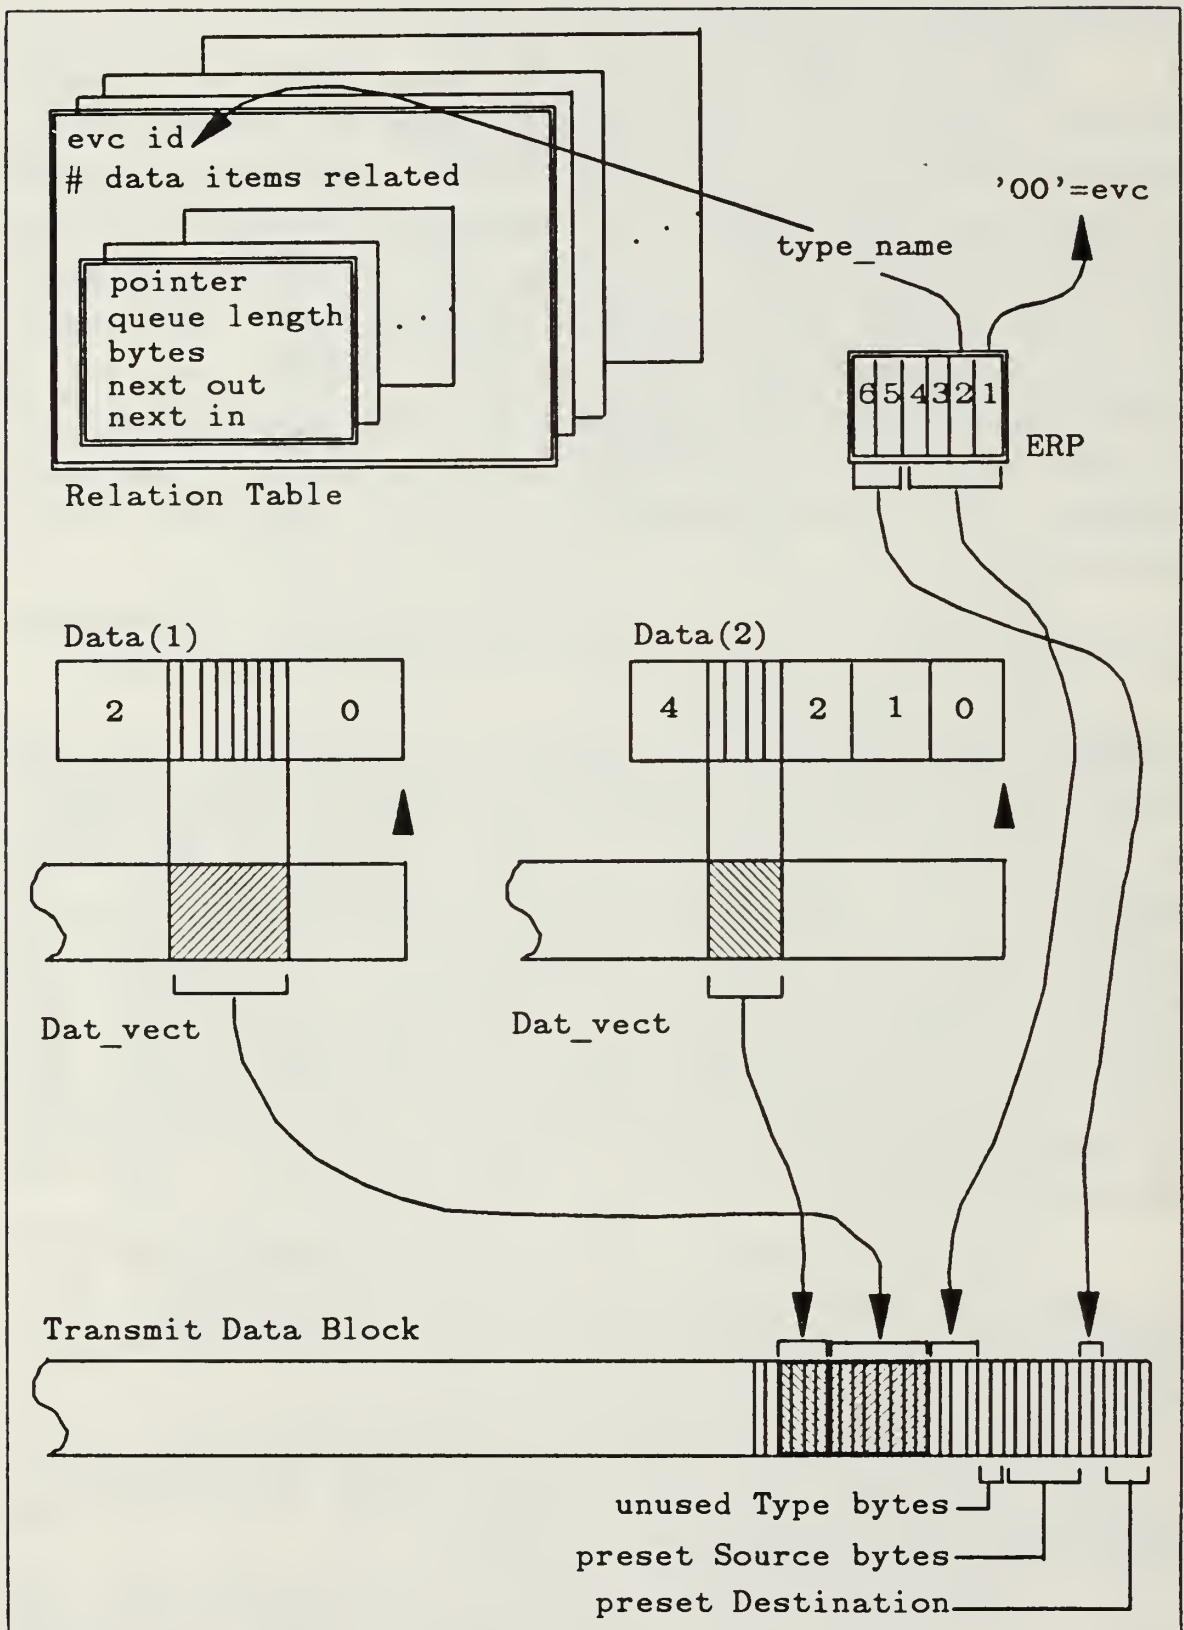 evc id
# data items related
pointer
queue length
bytes
next out
next in
Relation Table
'00'=evc
type_name
6 5 4 3 2 1
ERP
Data(1)
2 0
Data(2)
4 2 1 0
Dat_vect
Dat_vect
Transmit Data Block
unused Type bytes
preset Source bytes
preset Destination